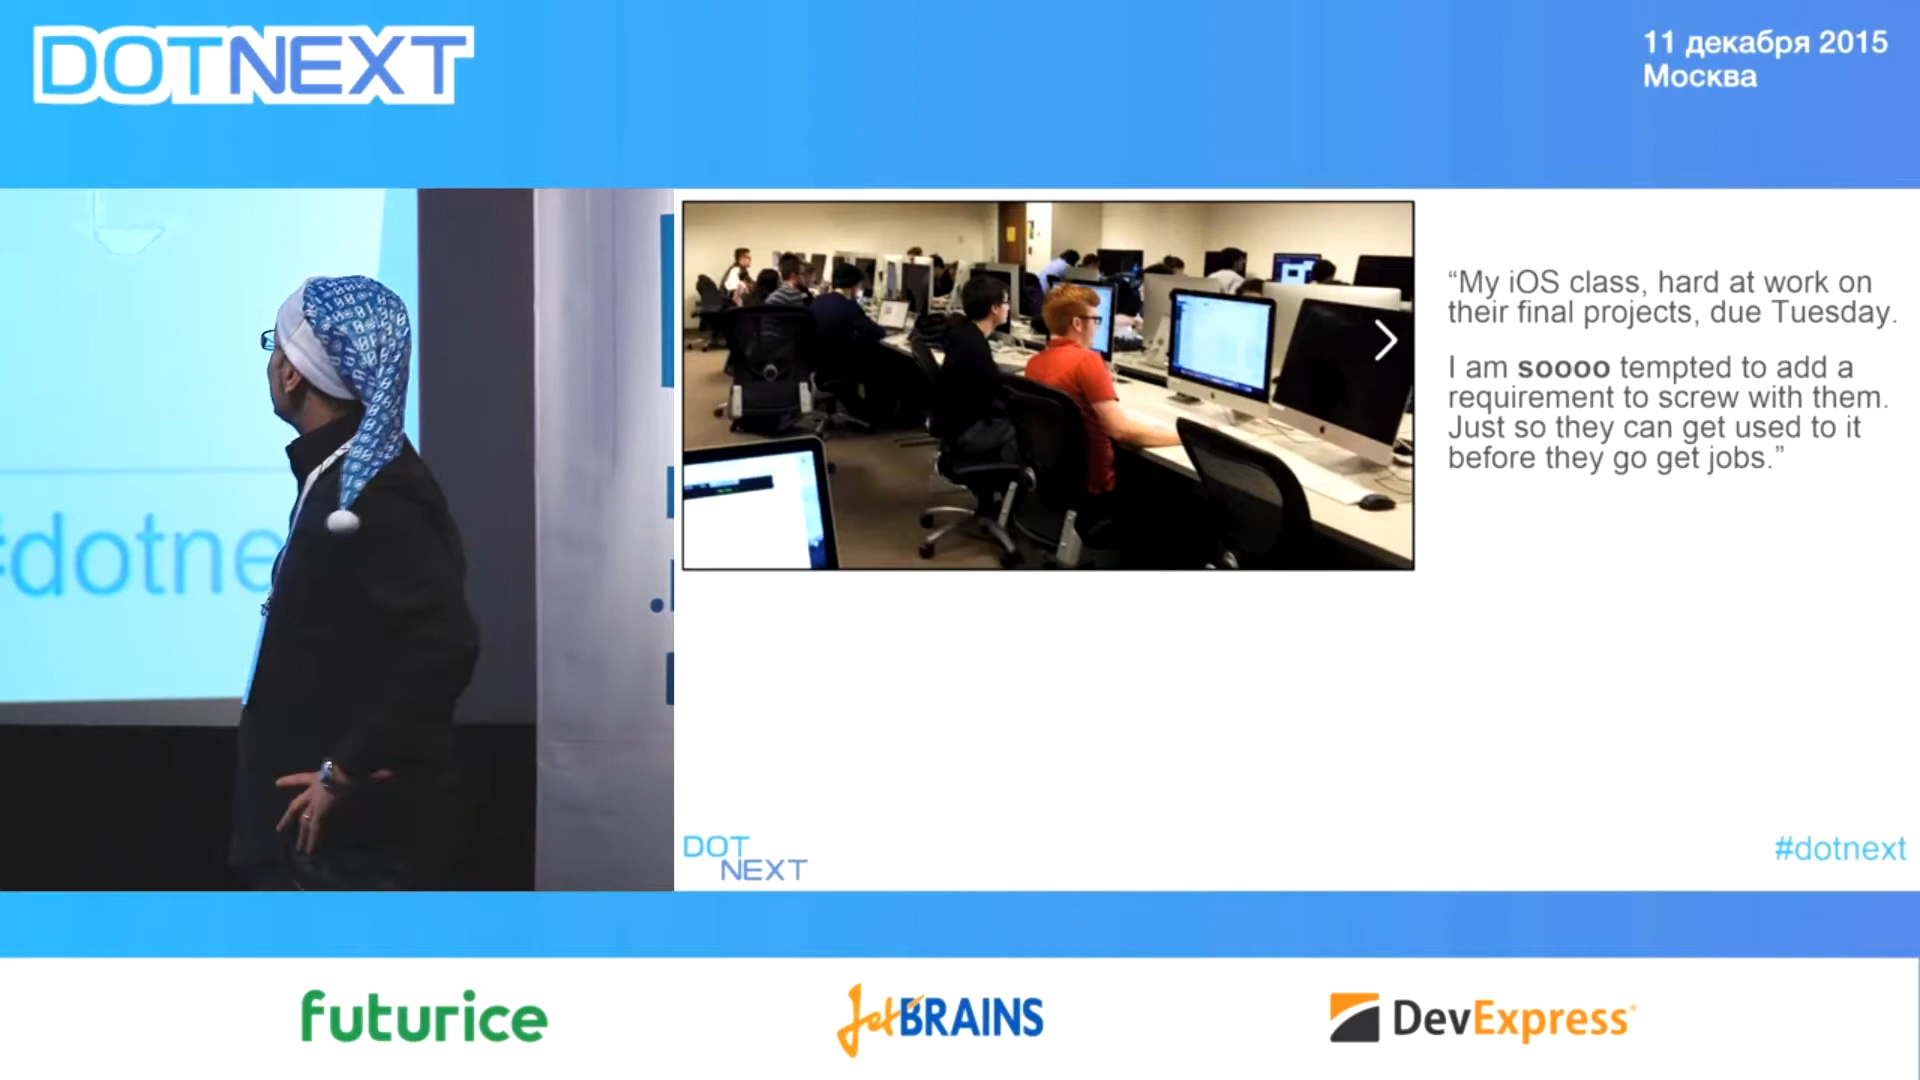 DOTNEXT
11 декабря 2015
Москва
#dotne
“My iOS class, hard at work on
their final projects, due Tuesday.
I am soooo tempted to add a
requirement to screw with them.
Just so they can get used to it
before they go get jobs.”
DOT
NEXT
#dotnext
futurice
JetBRAINS
DevExpress